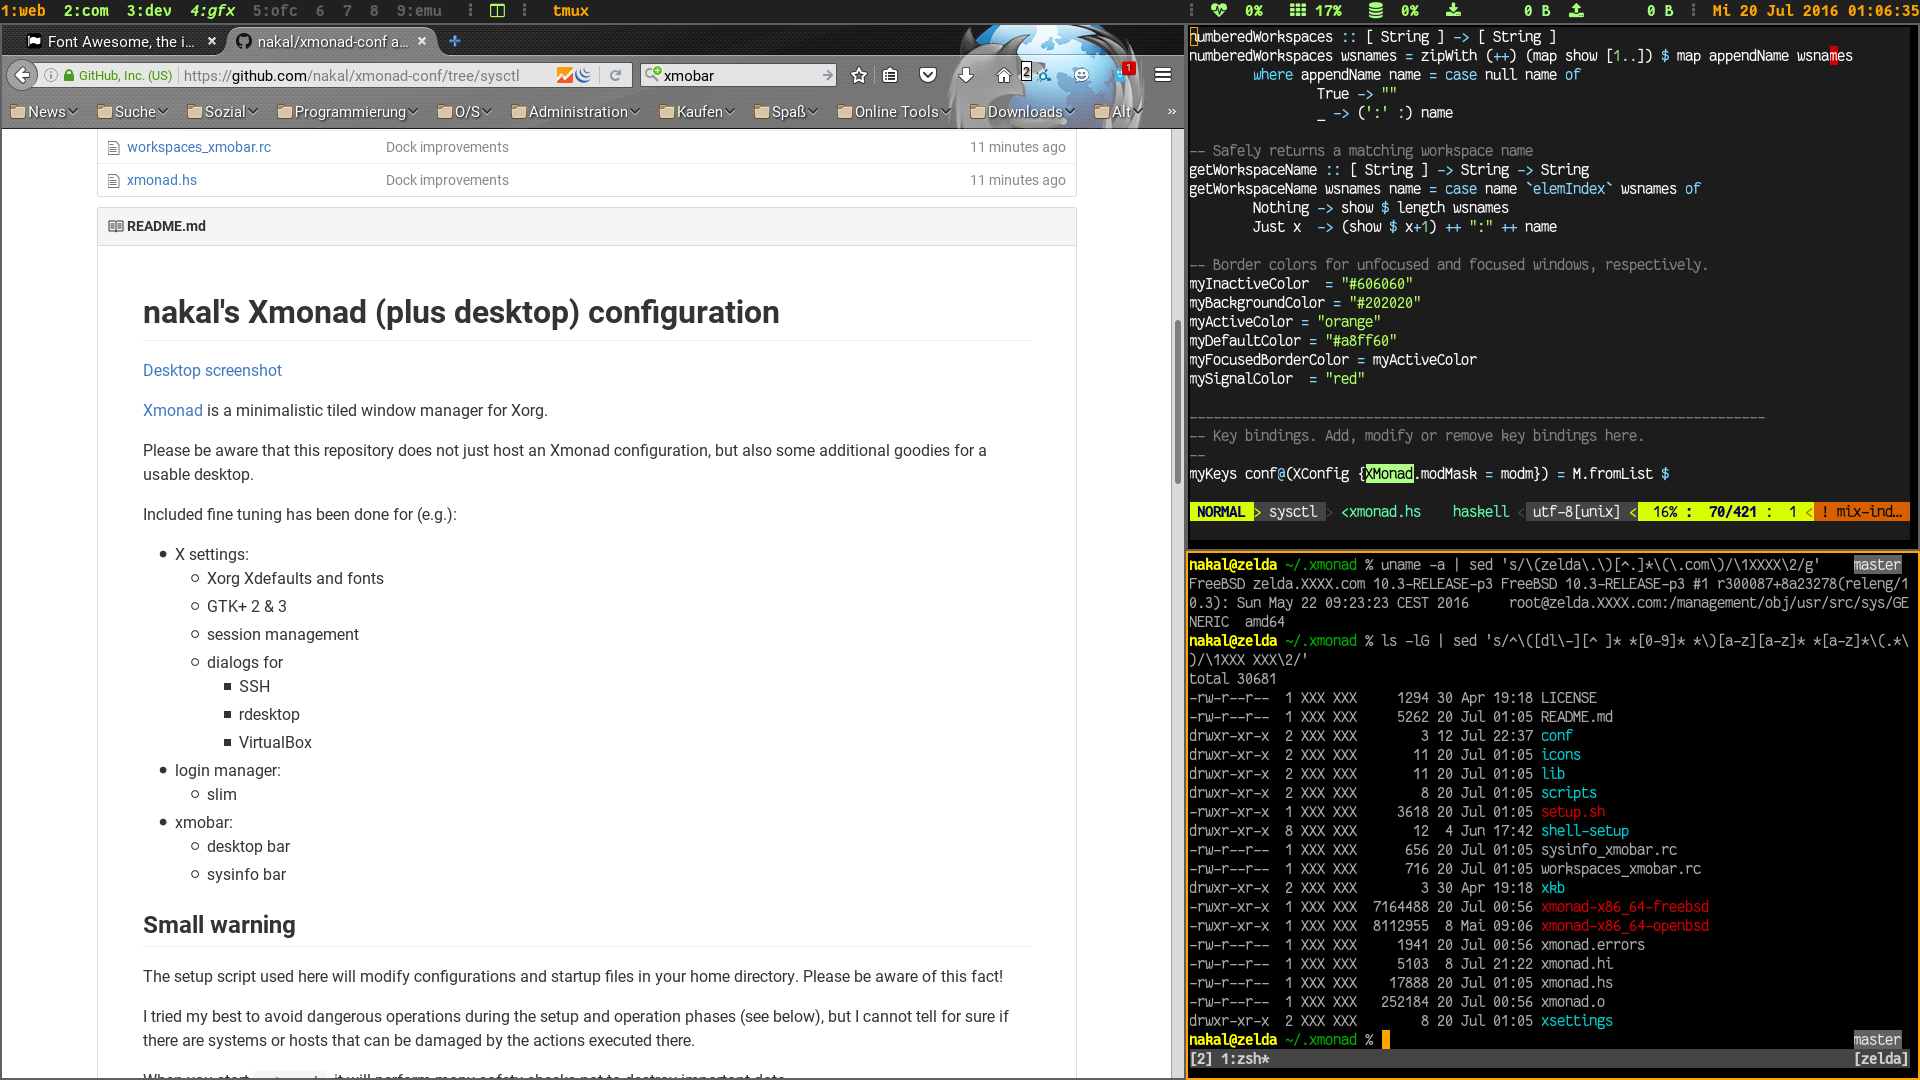 1:web 2:com 3:dev 4:gfx 5:ofc 6 7 8 9:emu tmux 0% 17% 0% 0 B 0 B Mi 20 Jul 2016 01:06:35
Font Awesome, the i... × nakal/xmonad-conf a... ×
GitHub, Inc. (US) https://github.com/nakal/xmonad-conf/tree/sysctl xmobar 2 1
News Suche Sozial Programmierung O/S Administration Kaufen Spaß Online Tools Downloads Alt »
workspaces_xmobar.rc Dock improvements 11 minutes ago
xmonad.hs Dock improvements 11 minutes ago
README.md
nakal's Xmonad (plus desktop) configuration
Desktop screenshot
Xmonad is a minimalistic tiled window manager for Xorg.
Please be aware that this repository does not just host an Xmonad configuration, but also some additional goodies for a
usable desktop.
Included fine tuning has been done for (e.g.):
X settings:
Xorg Xdefaults and fonts
GTK+ 2 & 3
session management
dialogs for
SSH
rdesktop
VirtualBox
login manager:
slim
xmobar:
desktop bar
sysinfo bar
Small warning
The setup script used here will modify configurations and startup files in your home directory. Please be aware of this fact!
I tried my best to avoid dangerous operations during the setup and operation phases (see below), but I cannot tell for sure if
there are systems or hosts that can be damaged by the actions executed there.
When you start it will perform many safety checks not to destroy important data
numberedWorkspaces :: [ String ] -> [ String ]
numberedWorkspaces wsnames = zipWith (++) (map show [1..]) $ map appendName wsnames
where appendName name = case null name of
True -> ""
_ -> (':' :) name
-- Safely returns a matching workspace name
getWorkspaceName :: [ String ] -> String -> String
getWorkspaceName wsnames name = case name `elemIndex` wsnames of
Nothing -> show $ length wsnames
Just x -> (show $ x+1) ++ ":" ++ name
-- Border colors for unfocused and focused windows, respectively.
myInactiveColor = "#606060"
myBackgroundColor = "#202020"
myActiveColor = "orange"
myDefaultColor = "#a8ff60"
myFocusedBorderColor = myActiveColor
mySignalColor = "red"
------------------------------------------------------------------------
-- Key bindings. Add, modify or remove key bindings here.
--
myKeys conf@(XConfig {XMonad.modMask = modm}) = M.fromList $
NORMAL > sysctl > <xmonad.hs haskell < utf-8[unix] < 16% : 70/421 : 1 < ! mix-ind…
nakal@zelda ~/.xmonad % uname -a | sed 's/\(zelda\.\)[^.]*\(\.com\)/\1XXXX\2/g' master
FreeBSD zelda.XXXX.com 10.3-RELEASE-p3 FreeBSD 10.3-RELEASE-p3 #1 r300087+8a23278(releng/1
0.3): Sun May 22 09:23:23 CEST 2016 root@zelda.XXXX.com:/management/obj/usr/src/sys/GE
NERIC amd64
nakal@zelda ~/.xmonad % ls -lG | sed 's/^\([dl\-][^ ]* *[0-9]* *\)[a-z][a-z]* *[a-z]*\(.*\
)/\1XXX XXX\2/'
total 30681
-rw-r--r-- 1 XXX XXX 1294 30 Apr 19:18 LICENSE
-rw-r--r-- 1 XXX XXX 5262 20 Jul 01:05 README.md
drwxr-xr-x 2 XXX XXX 3 12 Jul 22:37 conf
drwxr-xr-x 2 XXX XXX 11 20 Jul 01:05 icons
drwxr-xr-x 2 XXX XXX 11 20 Jul 01:05 lib
drwxr-xr-x 2 XXX XXX 8 20 Jul 01:05 scripts
-rwxr-xr-x 1 XXX XXX 3618 20 Jul 01:05 setup.sh
drwxr-xr-x 8 XXX XXX 12 4 Jun 17:42 shell-setup
-rw-r--r-- 1 XXX XXX 656 20 Jul 01:05 sysinfo_xmobar.rc
-rw-r--r-- 1 XXX XXX 716 20 Jul 01:05 workspaces_xmobar.rc
drwxr-xr-x 2 XXX XXX 3 30 Apr 19:18 xkb
-rwxr-xr-x 1 XXX XXX 7164488 20 Jul 00:56 xmonad-x86_64-freebsd
-rwxr-xr-x 1 XXX XXX 8112955 8 Mai 09:06 xmonad-x86_64-openbsd
-rw-r--r-- 1 XXX XXX 1941 20 Jul 00:56 xmonad.errors
-rw-r--r-- 1 XXX XXX 5103 8 Jul 21:22 xmonad.hi
-rw-r--r-- 1 XXX XXX 17888 20 Jul 01:05 xmonad.hs
-rw-r--r-- 1 XXX XXX 252184 20 Jul 00:56 xmonad.o
drwxr-xr-x 2 XXX XXX 8 20 Jul 01:05 xsettings
nakal@zelda ~/.xmonad % master
[2] 1:zsh* [zelda]